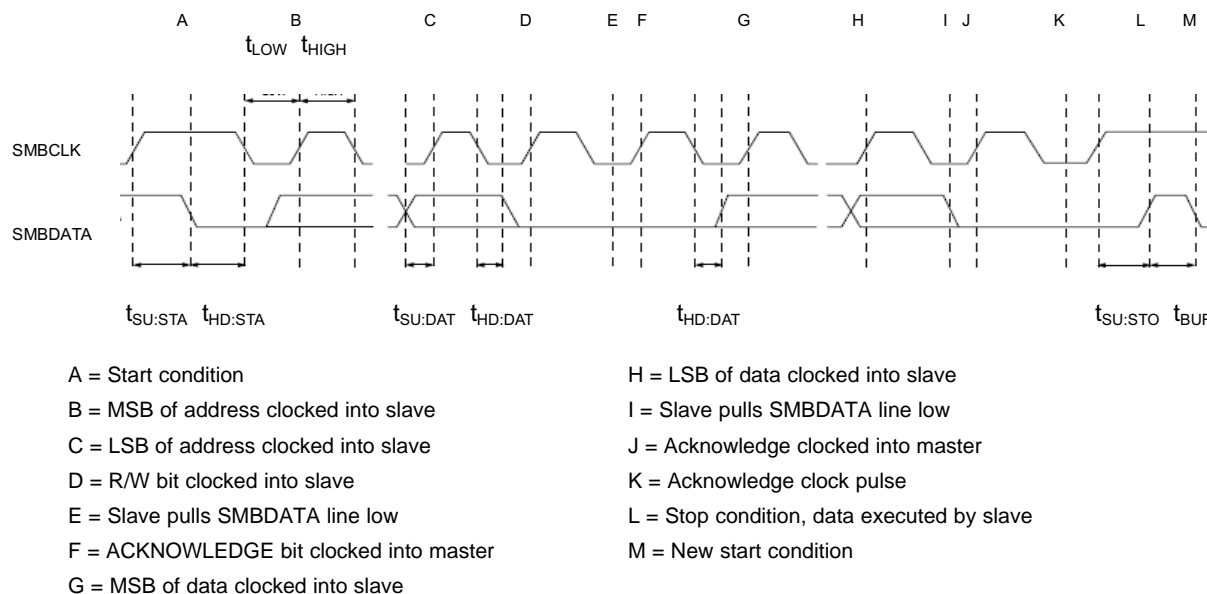 A B C D E F G H I J K L M
tLOW tHIGH
SMBCLK
SMBDATA
tSU:STA tHD:STA tSU:DAT tHD:DAT tHD:DAT tSU:STO tBUF
A = Start condition
B = MSB of address clocked into slave
C = LSB of address clocked into slave
D = R/W bit clocked into slave
E = Slave pulls SMBDATA line low
F = ACKNOWLEDGE bit clocked into master
G = MSB of data clocked into slave
H = LSB of data clocked into slave
I = Slave pulls SMBDATA line low
J = Acknowledge clocked into master
K = Acknowledge clock pulse
L = Stop condition, data executed by slave
M = New start condition